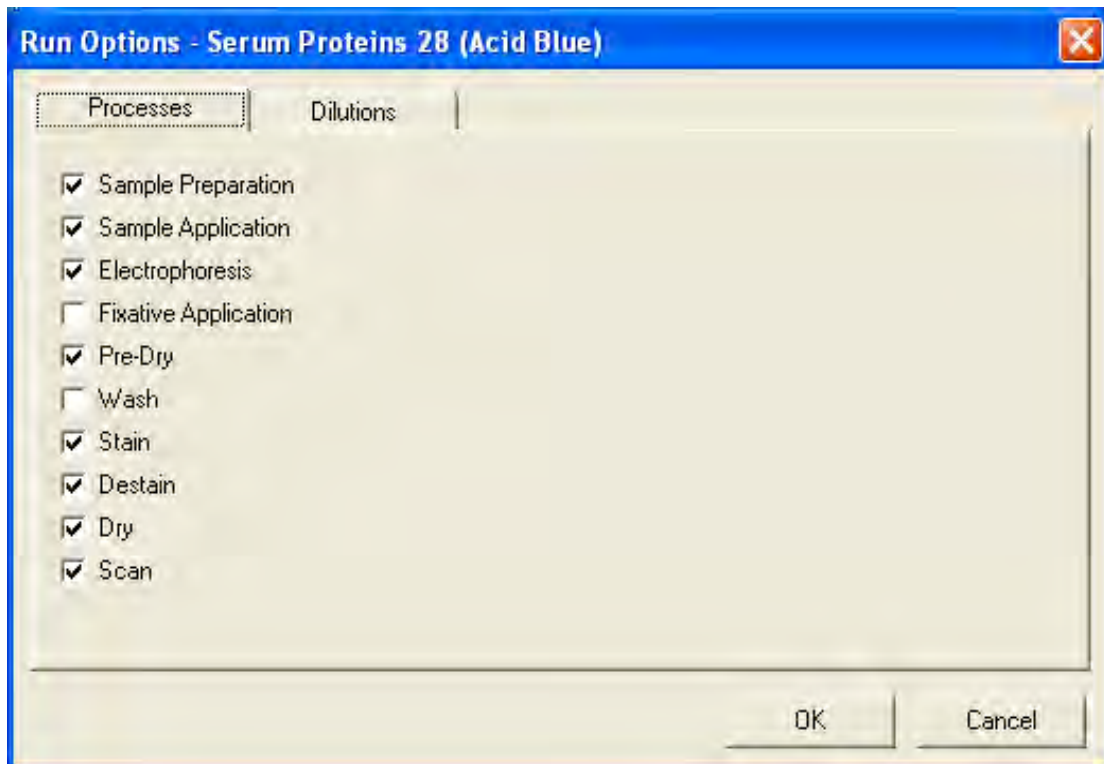 Run Options - Serum Proteins 28 (Acid Blue)
Processes Dilutions
Sample Preparation
Sample Application
Electrophoresis
Fixative Application
Pre-Dry
Wash
Stain
Destain
Dry
Scan
OK Cancel